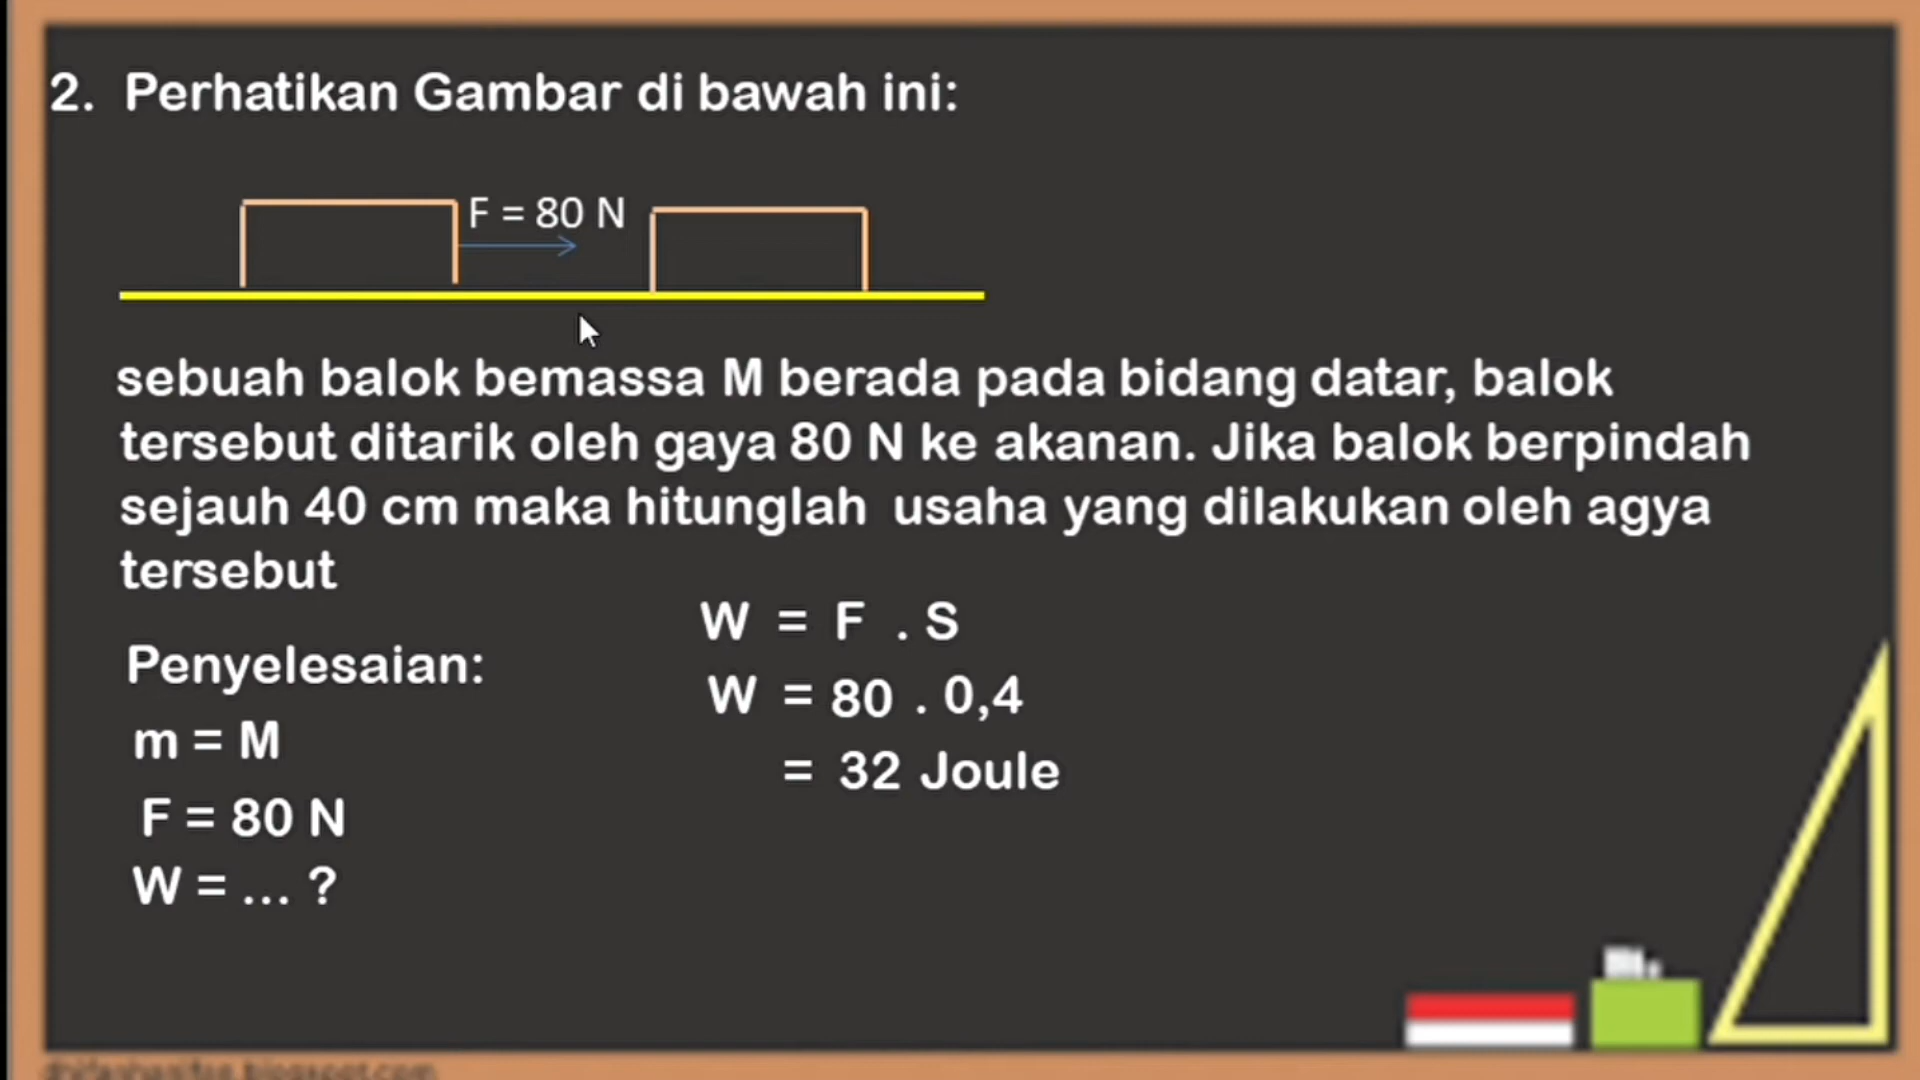 2. Perhatikan Gambar di bawah ini:
F = 80 N
sebuah balok bemassa M berada pada bidang datar, balok
tersebut ditarik oleh gaya 80 N ke akanan. Jika balok berpindah
sejauh 40 cm maka hitunglah usaha yang dilakukan oleh agya
tersebut
Penyelesaian:
m = M
F = 80 N
W = ... ?
W = F . S
W = 80 . 0,4
= 32 Joule